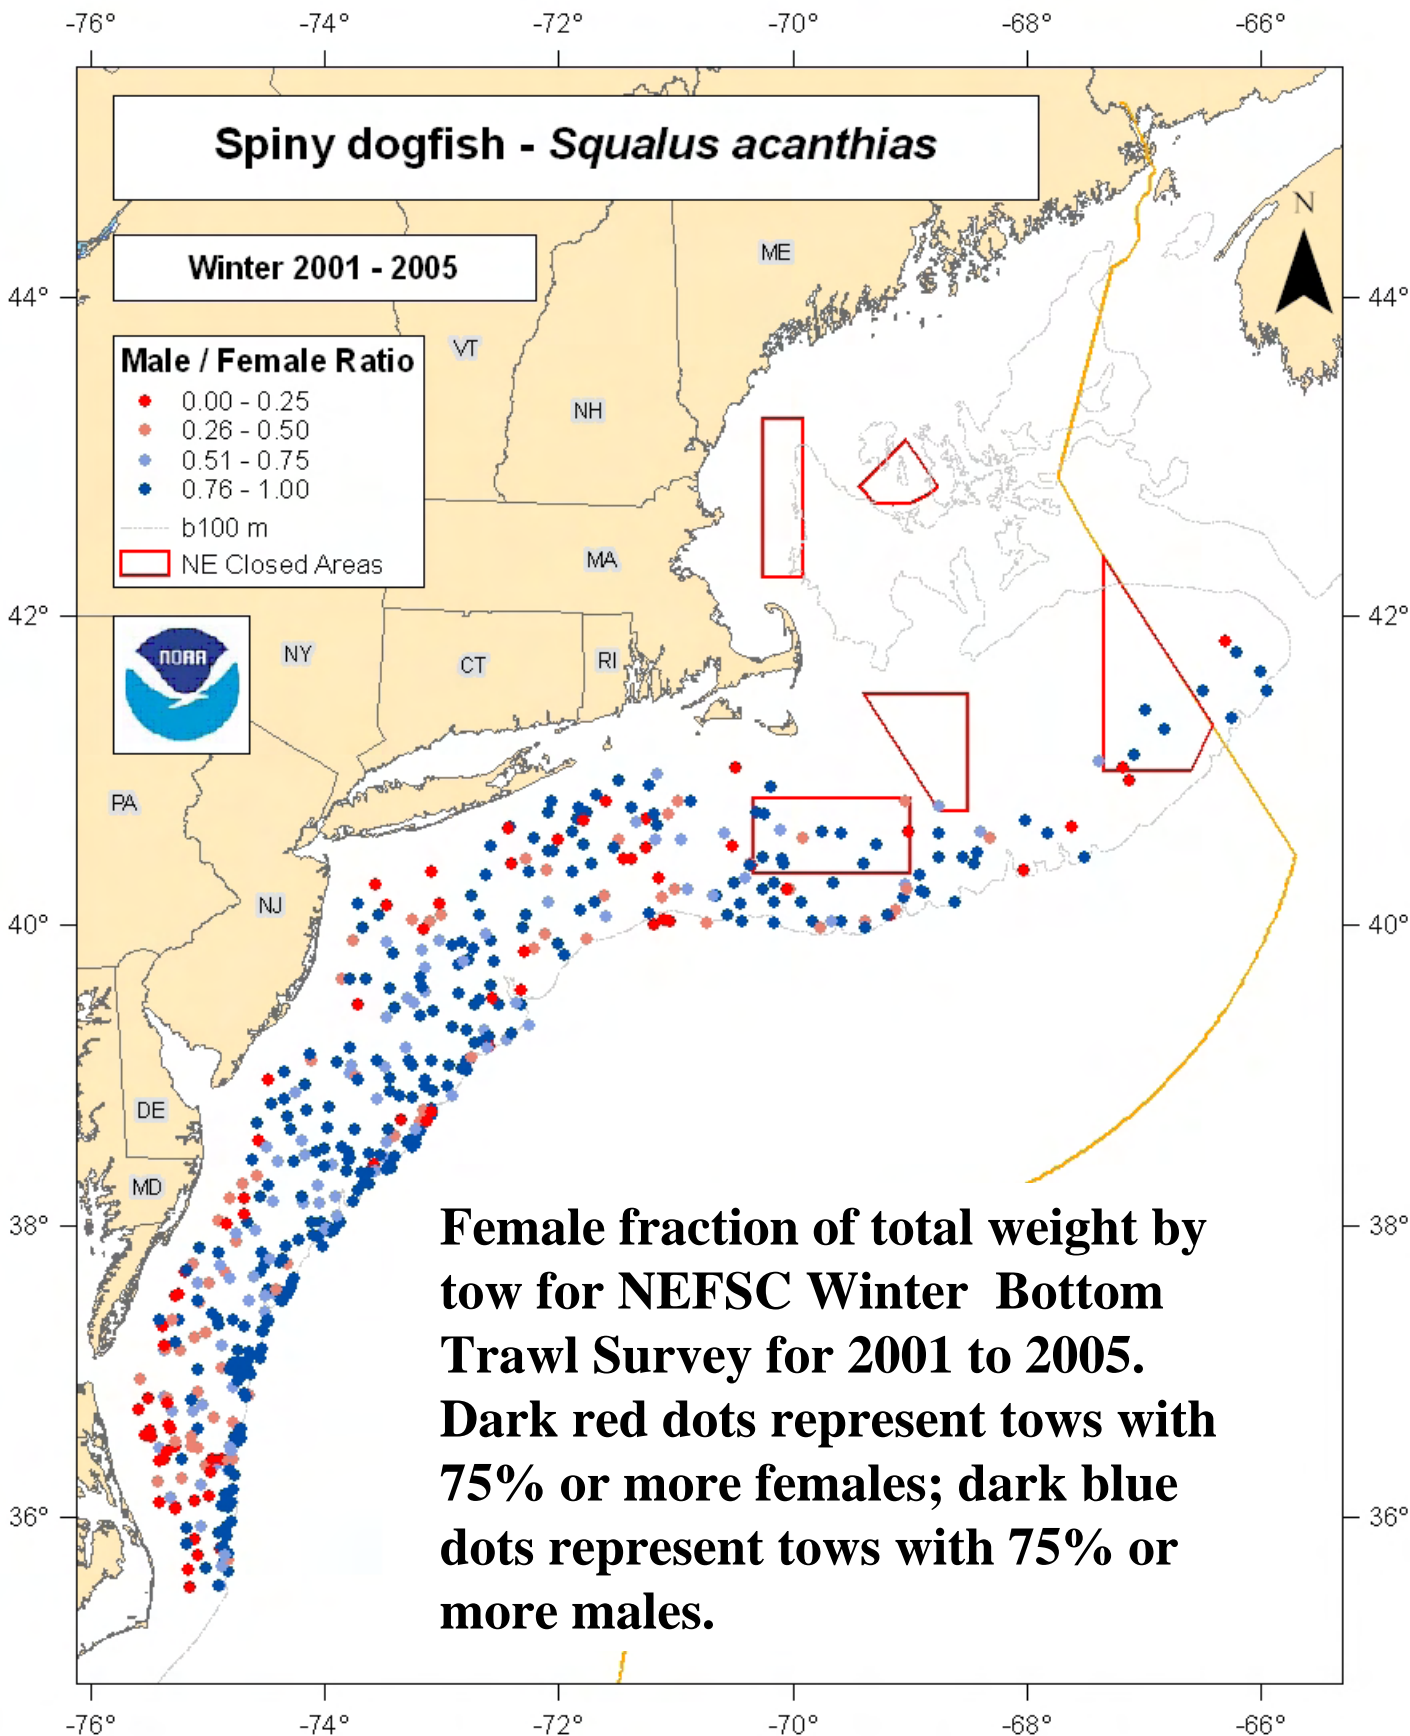 -76° -74° -72° -70° -68° -66°
Spiny dogfish - Squalus acanthias
N
Winter 2001 - 2005
ME
44° 44°
Male / Female Ratio
0.00 - 0.25
0.26 - 0.50
0.51 - 0.75
0.76 - 1.00
b100 m
NE Closed Areas
VT
NH
MA
42° 42°
NOAA
NY
CT
RI
PA
NJ
40° 40°
DE
MD
38° 38°
Female fraction of total weight by
tow for NEFSC Winter Bottom
Trawl Survey for 2001 to 2005.
Dark red dots represent tows with
75% or more females; dark blue
dots represent tows with 75% or
more males.
36° 36°
-76° -74° -72° -70° -68° -66°